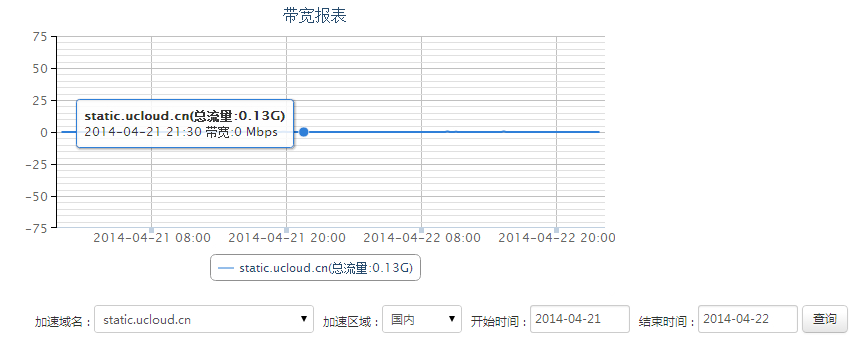 带宽报表
75
50
25
0
-25
-50
-75
static.ucloud.cn(总流量:0.13G)
2014-04-21 21:30 带宽:0 Mbps
2014-04-21 08:00 2014-04-21 20:00 2014-04-22 08:00 2014-04-22 20:00
static.ucloud.cn(总流量:0.13G)
加速域名: static.ucloud.cn 加速区域: 国内 开始时间: 2014-04-21 结束时间: 2014-04-22 查询